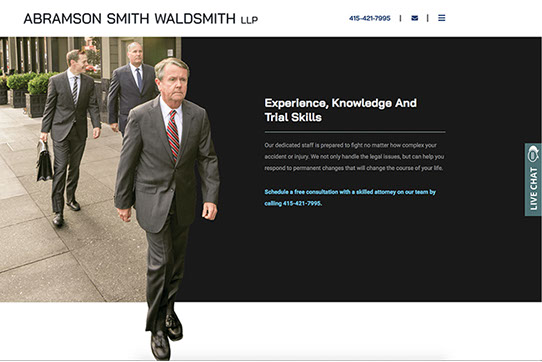 ABRAMSON SMITH WALDSMITH LLP
415-421-7995 | |
Experience, Knowledge And
Trial Skills
Our dedicated staff is prepared to fight no matter how complex your
accident or injury. We not only handle the legal issues, but can help you
respond to permanent changes that will change the course of your life.
Schedule a free consultation with a skilled attorney on our team by
calling 415-421-7995.
LIVE CHAT